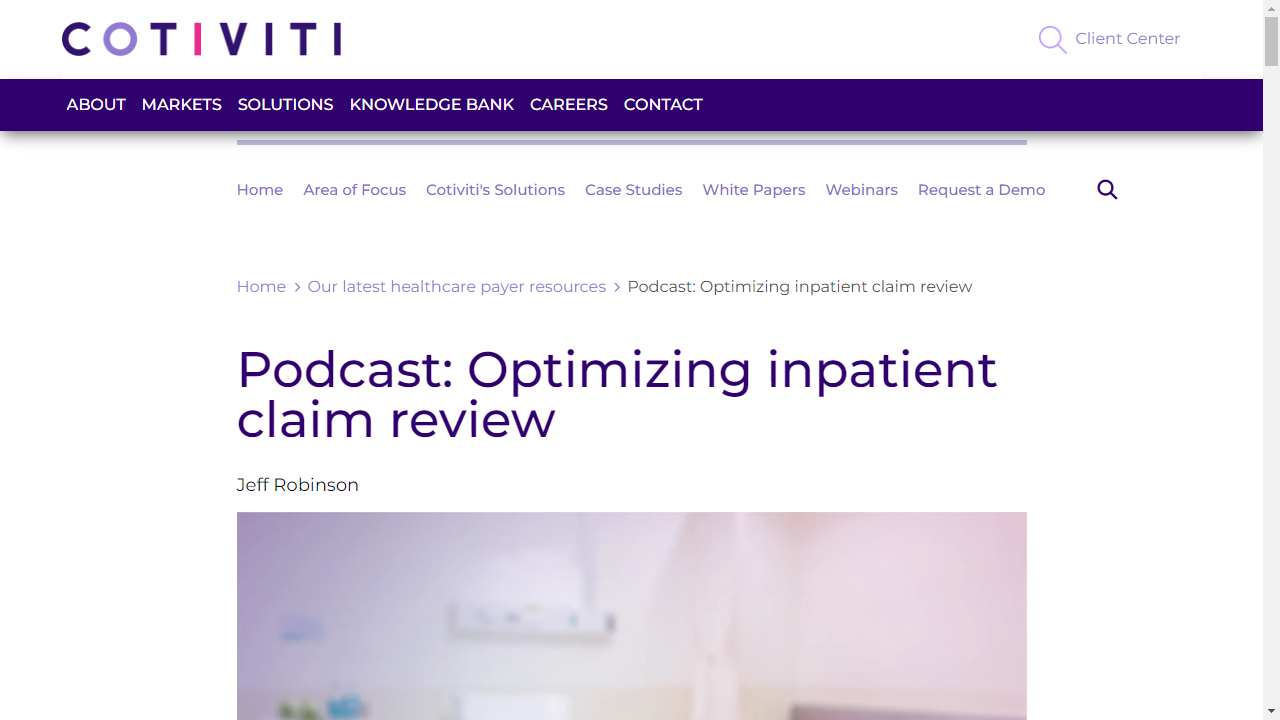 COTIVITI
Client Center
ABOUT MARKETS SOLUTIONS KNOWLEDGE BANK CAREERS CONTACT
Home Area of Focus Cotiviti's Solutions Case Studies White Papers Webinars Request a Demo
Home > Our latest healthcare payer resources > Podcast: Optimizing inpatient claim review
Podcast: Optimizing inpatient
claim review
Jeff Robinson